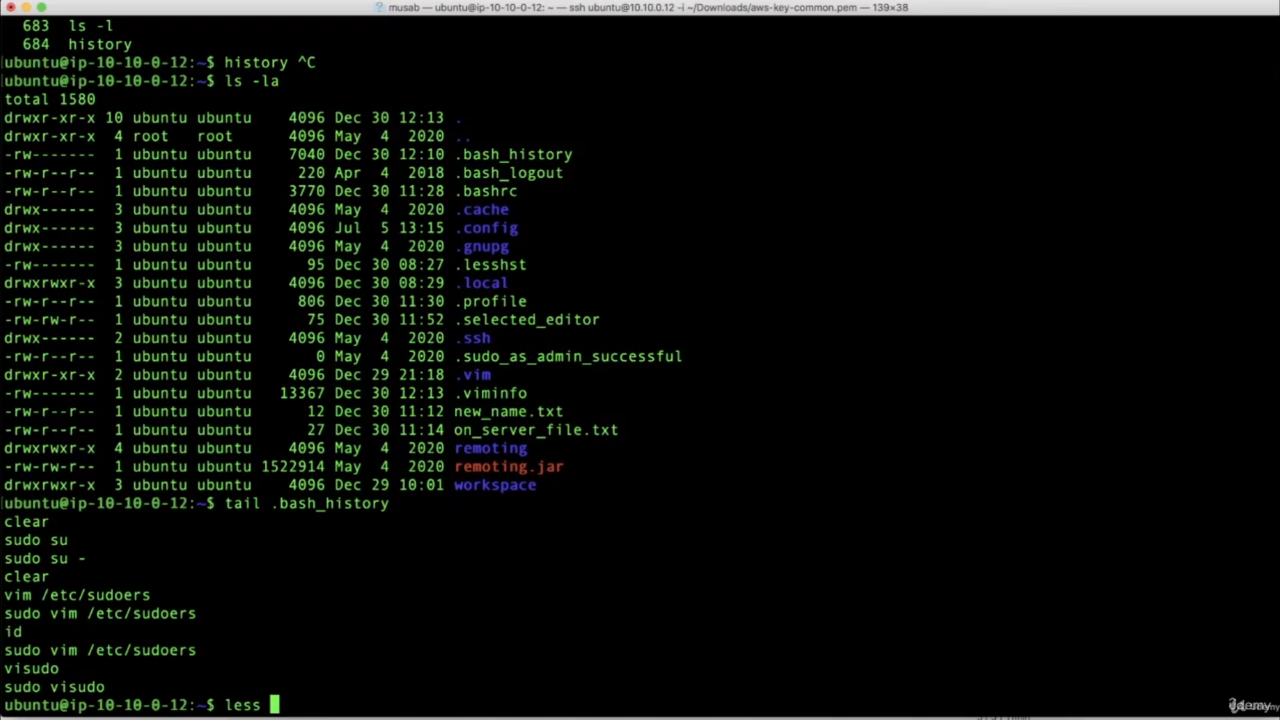 musab — ubuntu@ip-10-10-0-12: ~ — ssh ubuntu@10.10.0.12 -i ~/Downloads/aws-key-common.pem — 139×38
683  ls -l
684  history
ubuntu@ip-10-10-0-12:~$ history ^C
ubuntu@ip-10-10-0-12:~$ ls -la
total 1580
drwxr-xr-x 10 ubuntu ubuntu    4096 Dec 30 12:13 .
drwxr-xr-x  4 root   root      4096 May  4  2020 ..
-rw-------  1 ubuntu ubuntu    7040 Dec 30 12:10 .bash_history
-rw-r--r--  1 ubuntu ubuntu     220 Apr  4  2018 .bash_logout
-rw-r--r--  1 ubuntu ubuntu    3770 Dec 30 11:28 .bashrc
drwx------  3 ubuntu ubuntu    4096 May  4  2020 .cache
drwx------  3 ubuntu ubuntu    4096 Jul  5 13:15 .config
drwx------  3 ubuntu ubuntu    4096 May  4  2020 .gnupg
-rw-------  1 ubuntu ubuntu      95 Dec 30 08:27 .lesshst
drwxrwxr-x  3 ubuntu ubuntu    4096 Dec 30 08:29 .local
-rw-r--r--  1 ubuntu ubuntu     806 Dec 30 11:30 .profile
-rw-rw-r--  1 ubuntu ubuntu      75 Dec 30 11:52 .selected_editor
drwx------  2 ubuntu ubuntu    4096 May  4  2020 .ssh
-rw-r--r--  1 ubuntu ubuntu       0 May  4  2020 .sudo_as_admin_successful
drwxr-xr-x  2 ubuntu ubuntu    4096 Dec 29 21:18 .vim
-rw-------  1 ubuntu ubuntu   13367 Dec 30 12:13 .viminfo
-rw-r--r--  1 ubuntu ubuntu      12 Dec 30 11:12 new_name.txt
-rw-r--r--  1 ubuntu ubuntu      27 Dec 30 11:14 on_server_file.txt
drwxrwxr-x  4 ubuntu ubuntu    4096 May  4  2020 remoting
-rw-rw-r--  1 ubuntu ubuntu 1522914 May  4  2020 remoting.jar
drwxrwxr-x  3 ubuntu ubuntu    4096 Dec 29 10:01 workspace
ubuntu@ip-10-10-0-12:~$ tail .bash_history
clear
sudo su
sudo su -
clear
vim /etc/sudoers
sudo vim /etc/sudoers
id
sudo vim /etc/sudoers
visudo
sudo visudo
ubuntu@ip-10-10-0-12:~$ less